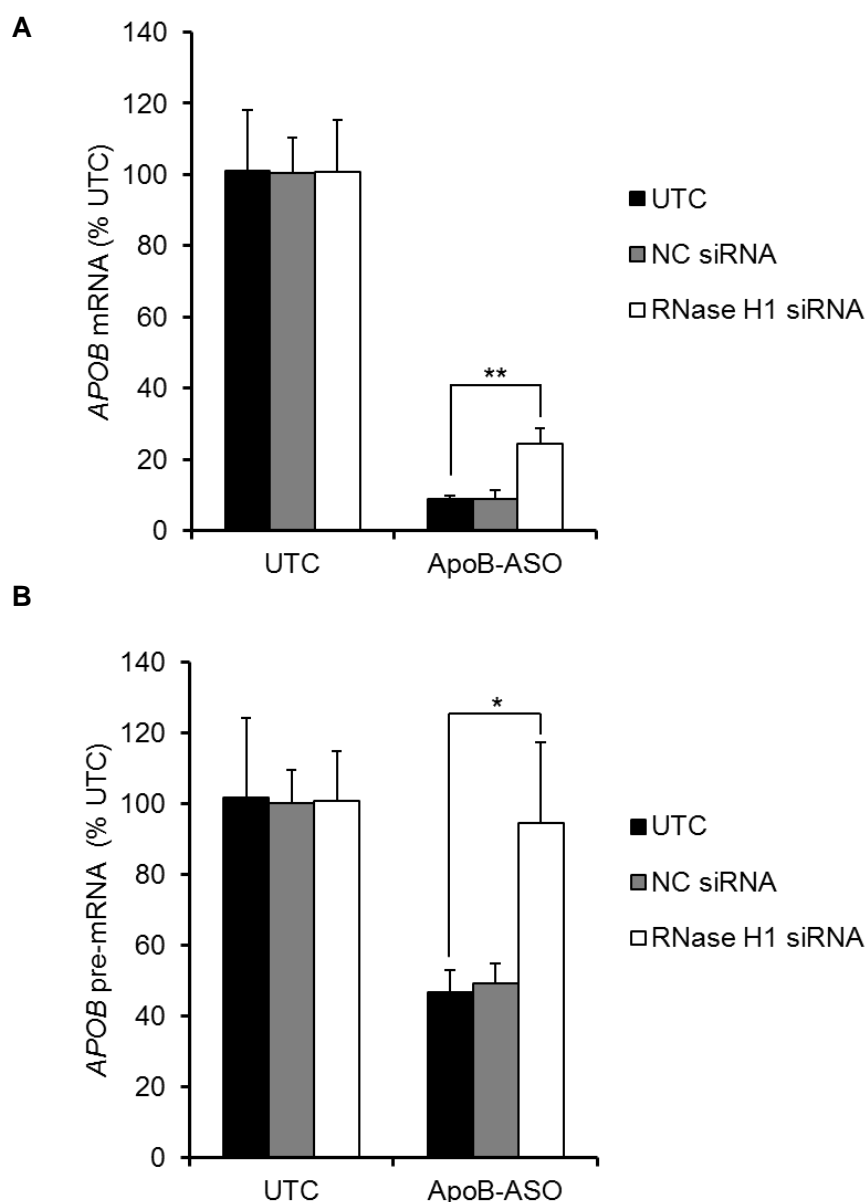 A
APOB mRNA (% UTC)
140
120
100
80
60
40
20
0
**
UTC
ApoB-ASO
UTC
NC siRNA
RNase H1 siRNA
B
APOB pre-mRNA (% UTC)
140
120
100
80
60
40
20
0
*
UTC
ApoB-ASO
UTC
NC siRNA
RNase H1 siRNA